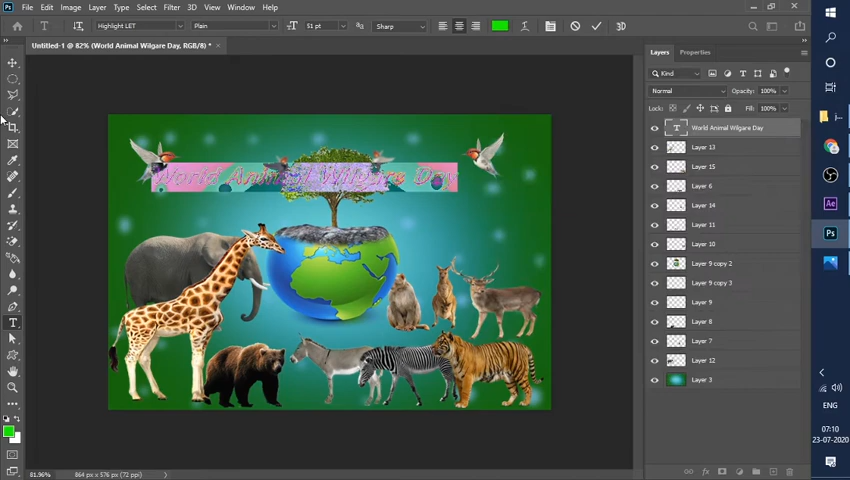 File Edit Image Layer Type Select Filter 3D View Window Help
Highlight LET Plain 51 pt Sharp 3D
Untitled-1 @ 82% (World Animal Wilgare Day, RGB/8) * ×
Layers Properties
Kind
Normal Opacity: 100%
Lock: Fill: 100%
World Animal Wilgare Day
Layer 13
Layer 15
Layer 6
Layer 14
Layer 11
Layer 10
Layer 9 copy 2
Layer 9 copy 3
Layer 9
Layer 8
Layer 7
Layer 12
Layer 3
World Animal Wilgare Day
81.96% 864 px x 576 px (72 ppi)
Ae
Ps
ENG
07:10
23-07-2020